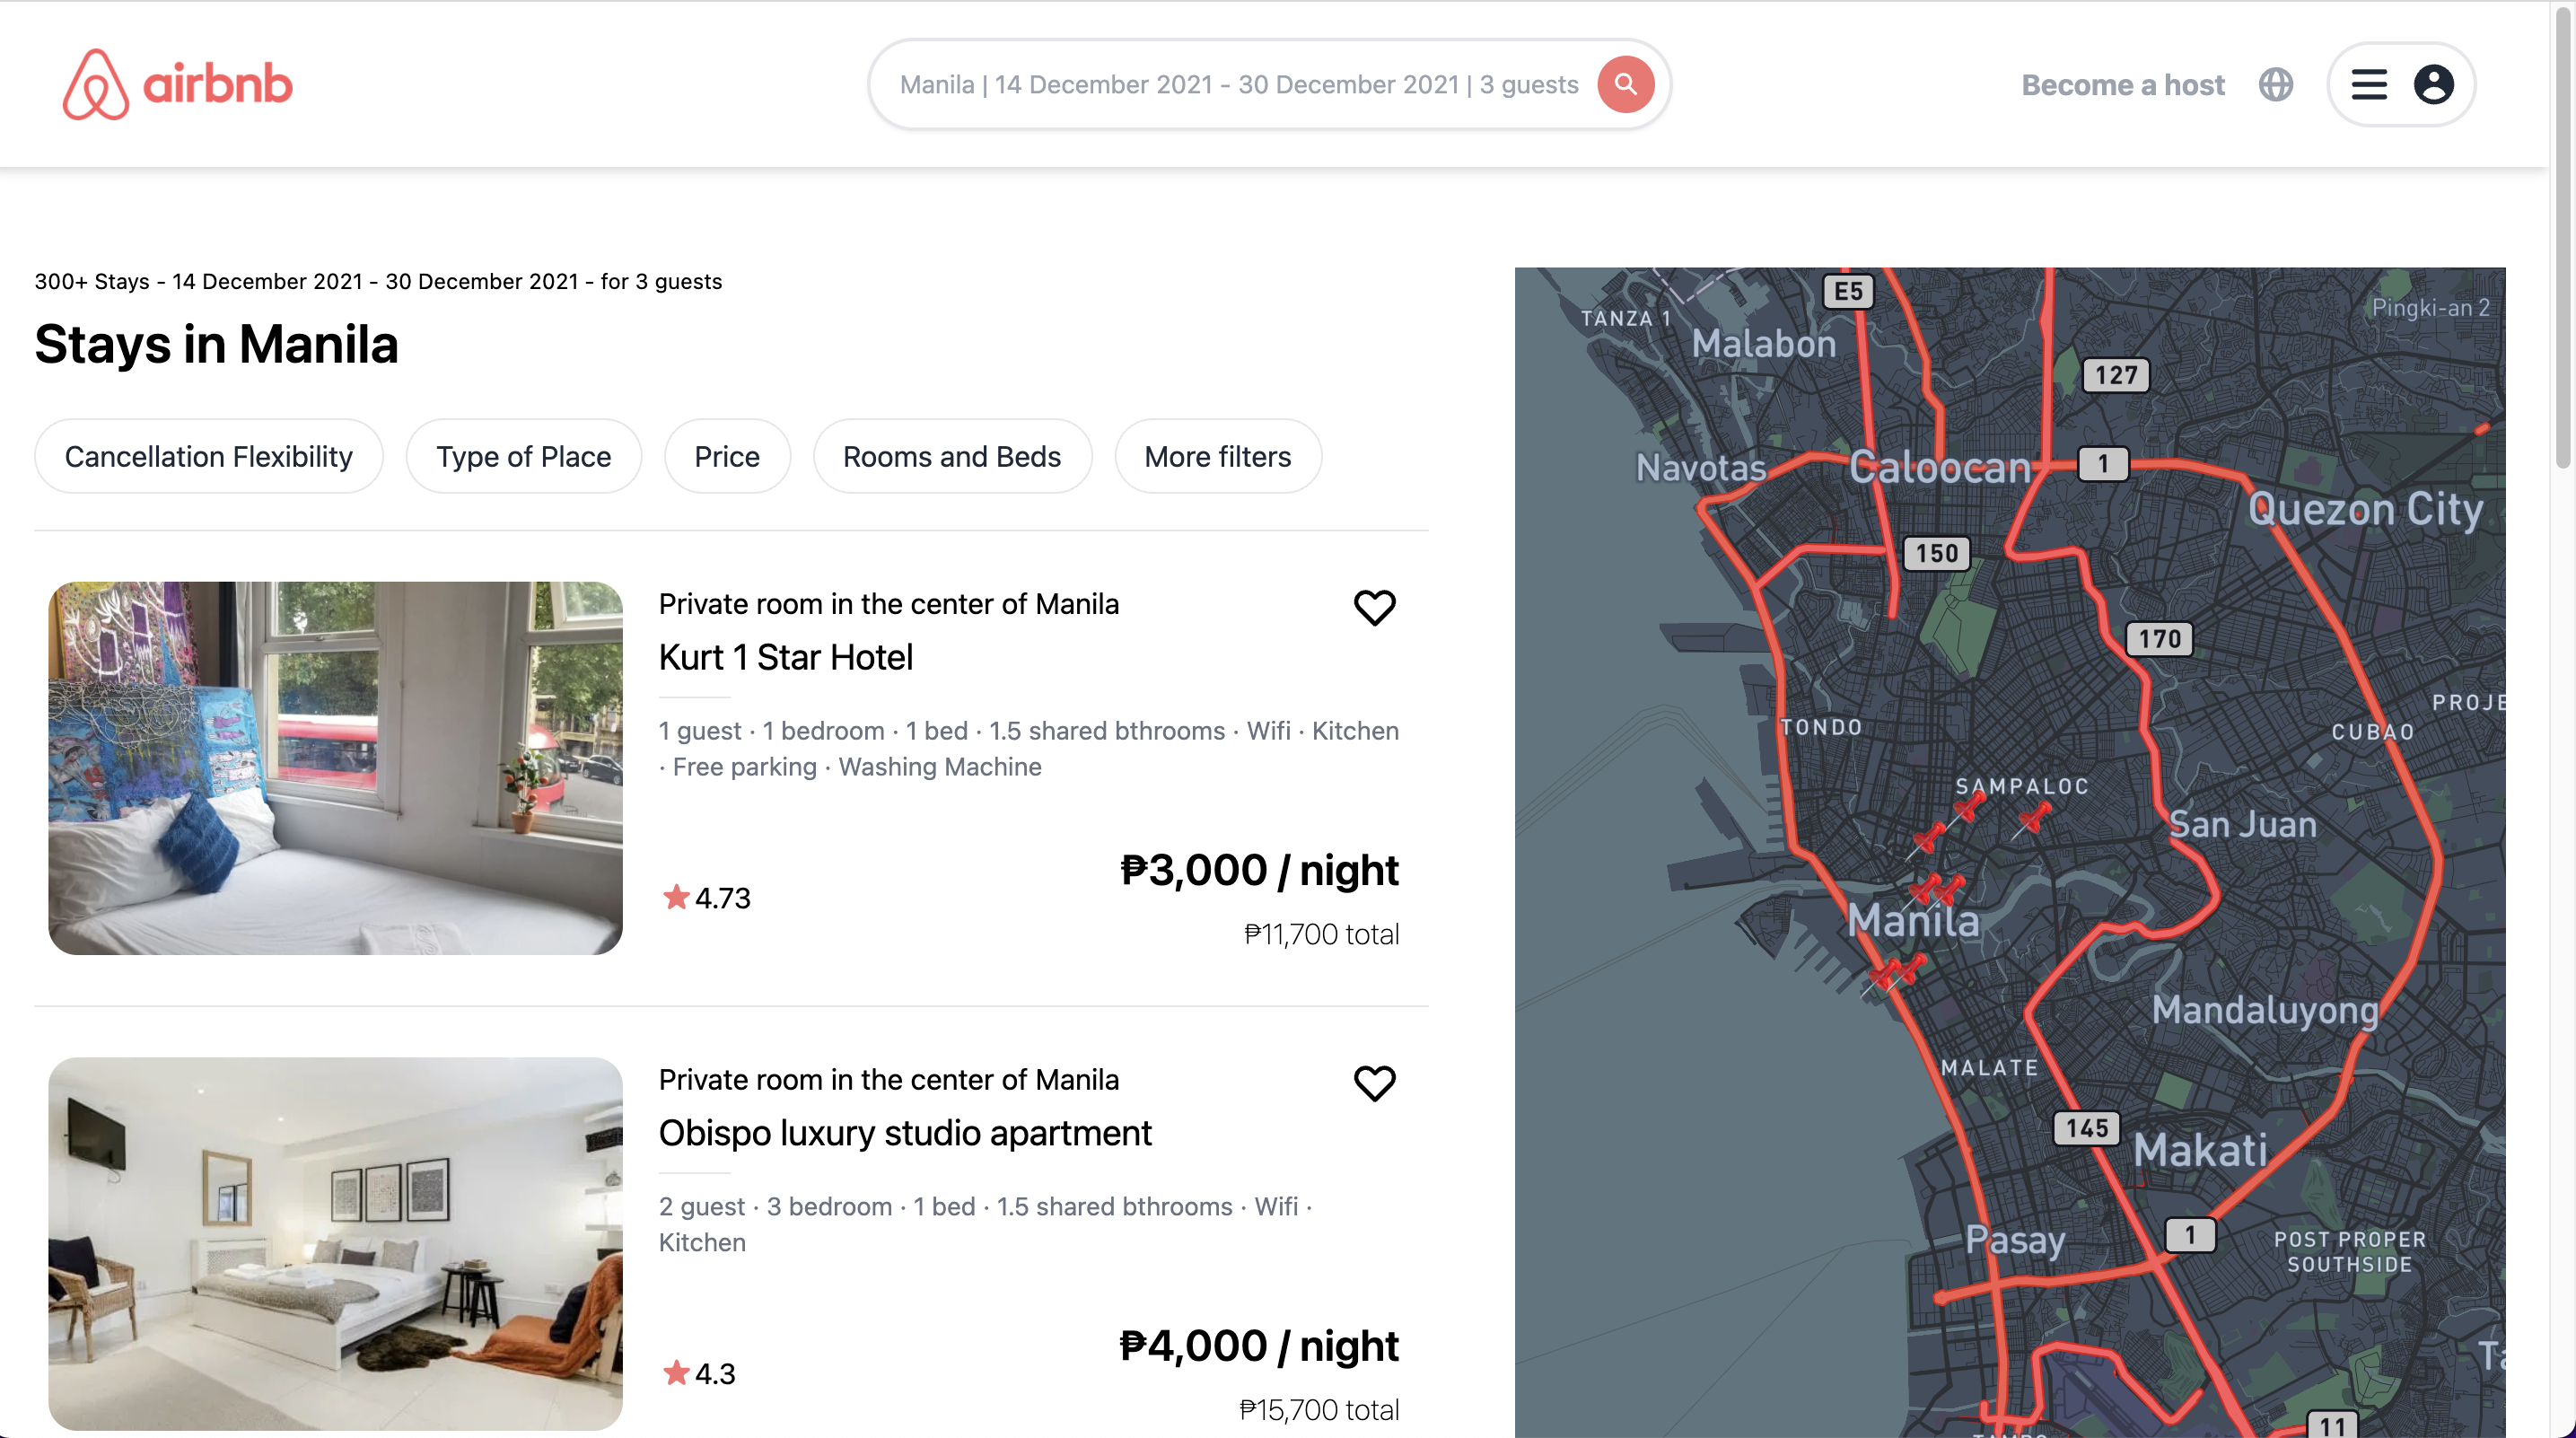 airbnb
Manila | 14 December 2021 - 30 December 2021 | 3 guests
Become a host
300+ Stays - 14 December 2021 - 30 December 2021 - for 3 guests
Stays in Manila
Cancellation Flexibility
Type of Place
Price
Rooms and Beds
More filters
Private room in the center of Manila
Kurt 1 Star Hotel
1 guest · 1 bedroom · 1 bed · 1.5 shared bthrooms · Wifi · Kitchen
· Free parking · Washing Machine
4.73
₱3,000 / night
₱11,700 total
Private room in the center of Manila
Obispo luxury studio apartment
2 guest · 3 bedroom · 1 bed · 1.5 shared bthrooms · Wifi ·
Kitchen
4.3
₱4,000 / night
₱15,700 total
E5
TANZA 1
Pingki-an 2
Malabon
127
Navotas
Caloocan
1
Quezon City
150
170
PROJE
TONDO
CUBAO
SAMPALOC
San Juan
Manila
Mandaluyong
MALATE
145
Makati
1
Pasay
POST PROPER
SOUTHSIDE
Ta
11